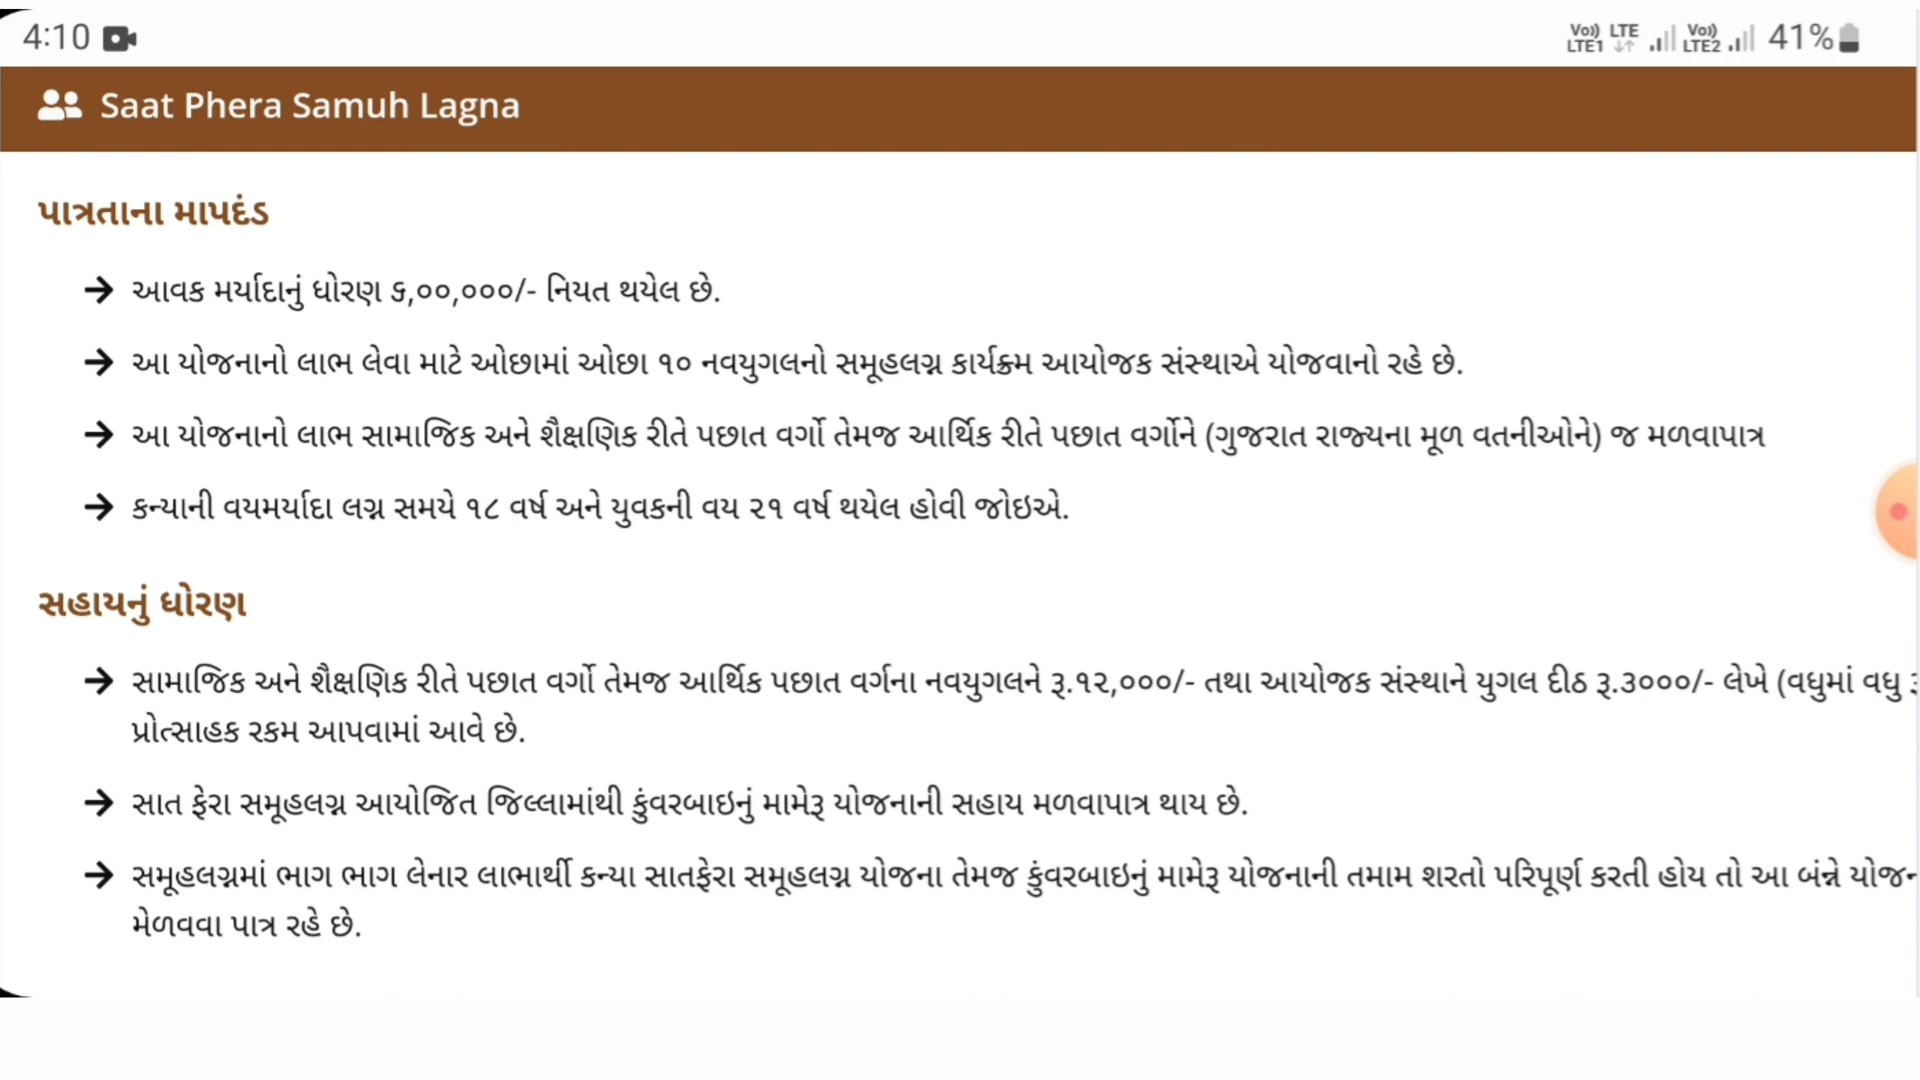 4:10
Vo)) LTE Vo)) 41%
LTE1 LTE2
Saat Phera Samuh Lagna
પાત્રતાના માપદંડ
→ આવક મર્યાદાનું ધોરણ ૬,૦૦,૦૦૦/- નિયત થયેલ છે.
→ આ યોજનાનો લાભ લેવા માટે ઓછામાં ઓછા ૧૦ નવયુગલનો સમૂહલગ્ન કાર્યક્ર્મ આયોજક સંસ્થાએ યોજવાનો રહે છે.
→ આ યોજનાનો લાભ સામાજિક અને શૈક્ષણિક રીતે પછાત વર્ગો તેમજ આર્થિક રીતે પછાત વર્ગોને (ગુજરાત રાજ્યના મૂળ વતનીઓને) જ મળવાપાત્ર
→ કન્યાની વયમર્યાદા લગ્ન સમયે ૧૮ વર્ષ અને યુવકની વય ૨૧ વર્ષ થયેલ હોવી જોઇએ.
સહાયનું ધોરણ
→ સામાજિક અને શૈક્ષણિક રીતે પછાત વર્ગો તેમજ આર્થિક પછાત વર્ગના નવયુગલને રૂ.૧૨,૦૦૦/- તથા આયોજક સંસ્થાને યુગલ દીઠ રૂ.૩૦૦૦/- લેખે (વધુમાં વધુ
પ્રોત્સાહક રકમ આપવામાં આવે છે.
→ સાત ફેરા સમૂહલગ્ન આયોજિત જિલ્લામાંથી કુંવરબાઇનું મામેરૂ યોજનાની સહાય મળવાપાત્ર થાય છે.
→ સમૂહલગ્નમાં ભાગ ભાગ લેનાર લાભાર્થી કન્યા સાતફેરા સમૂહલગ્ન યોજના તેમજ કુંવરબાઇનું મામેરૂ યોજનાની તમામ શરતો પરિપૂર્ણ કરતી હોય તો આ બંન્ને
મેળવવા પાત્ર રહે છે.